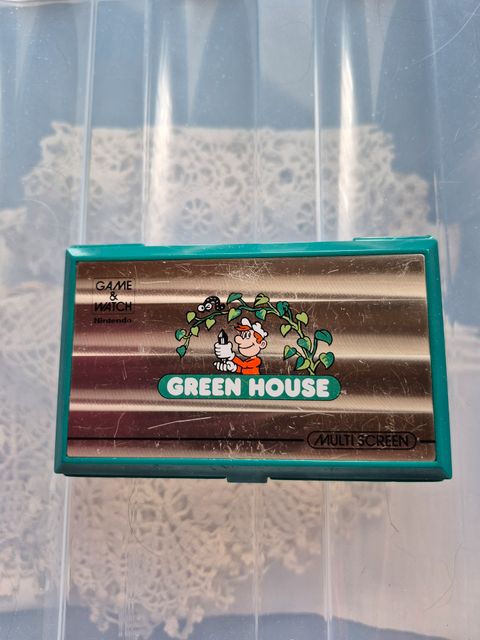 GAME
&
WATCH
Nintendo
GREEN HOUSE
MULTI SCREEN